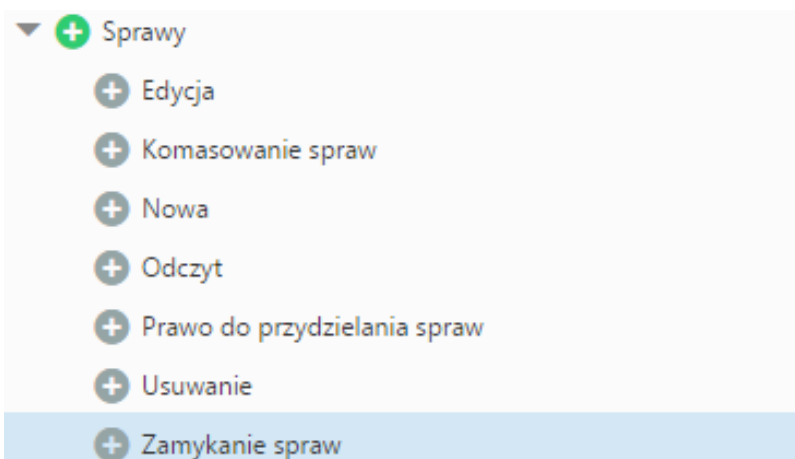 Sprawy
Edycja
Komasowanie spraw
Nowa
Odczyt
Prawo do przydzielania spraw
Usuwanie
Zamykanie spraw